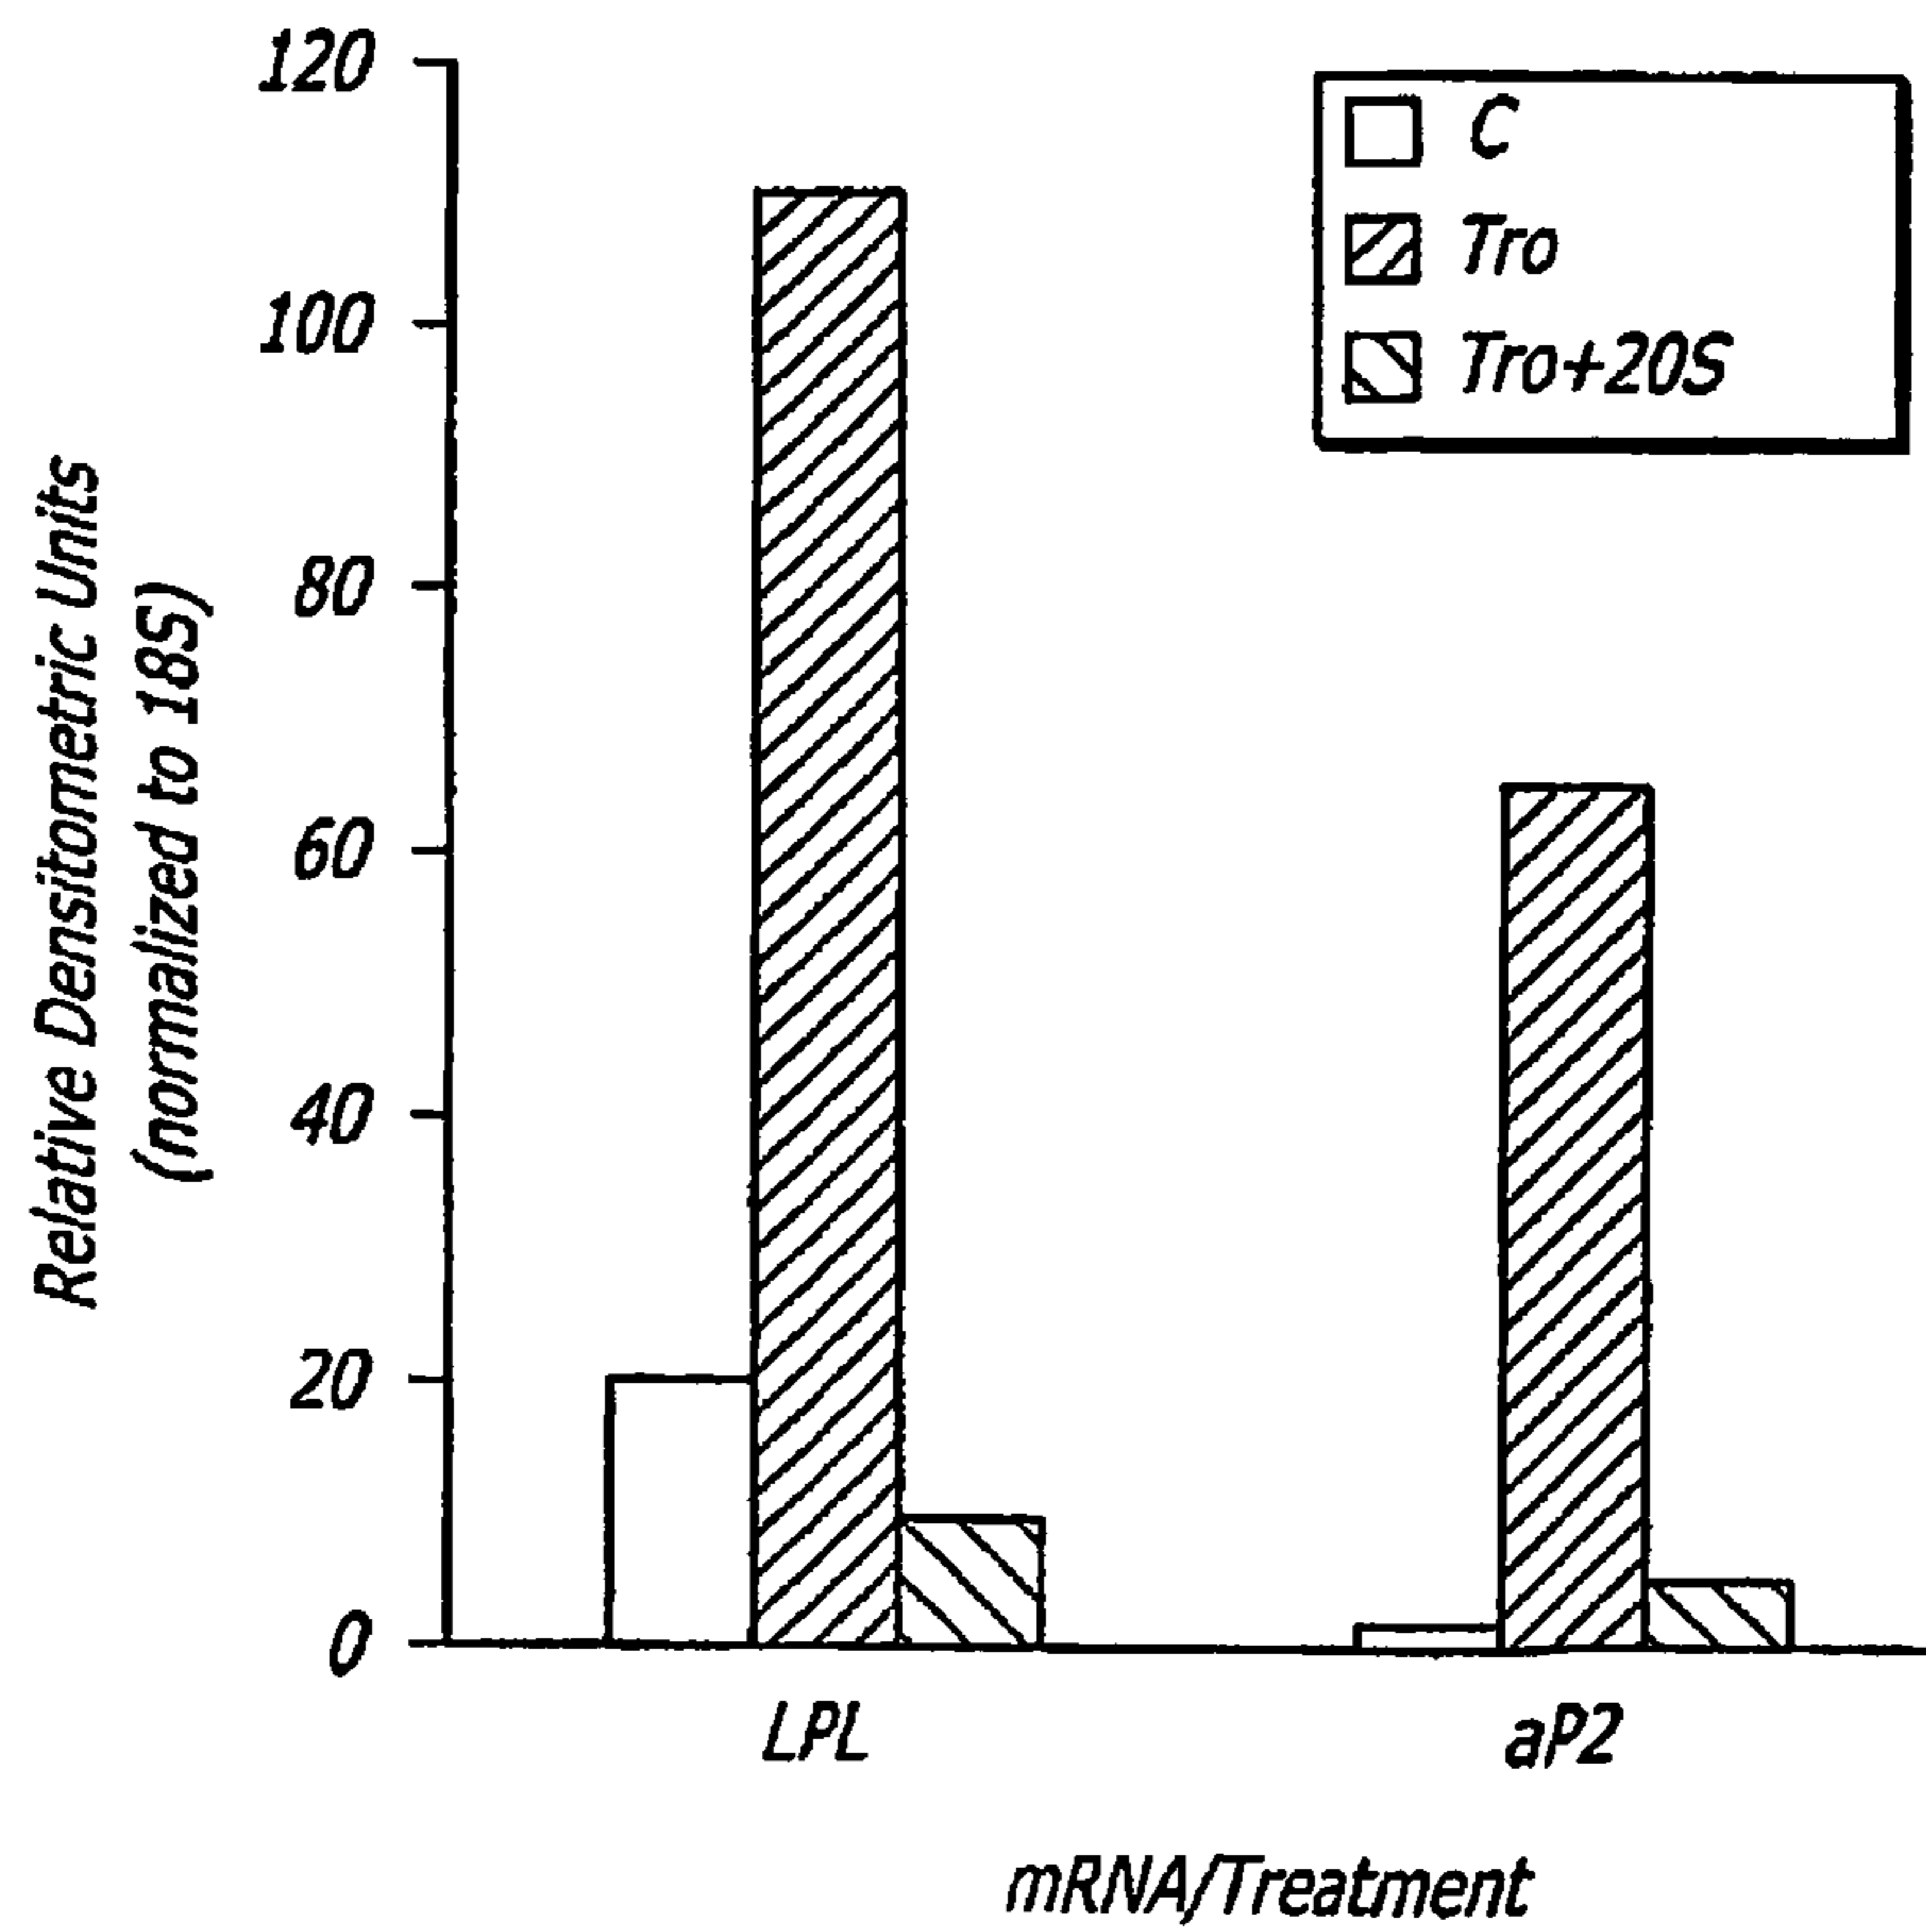 Relative Densitometric Units
(normalized to 18S)
120
100
80
60
40
20
0
C
Tro
Tro+20S
LPL
aP2
mRNA/Treatment